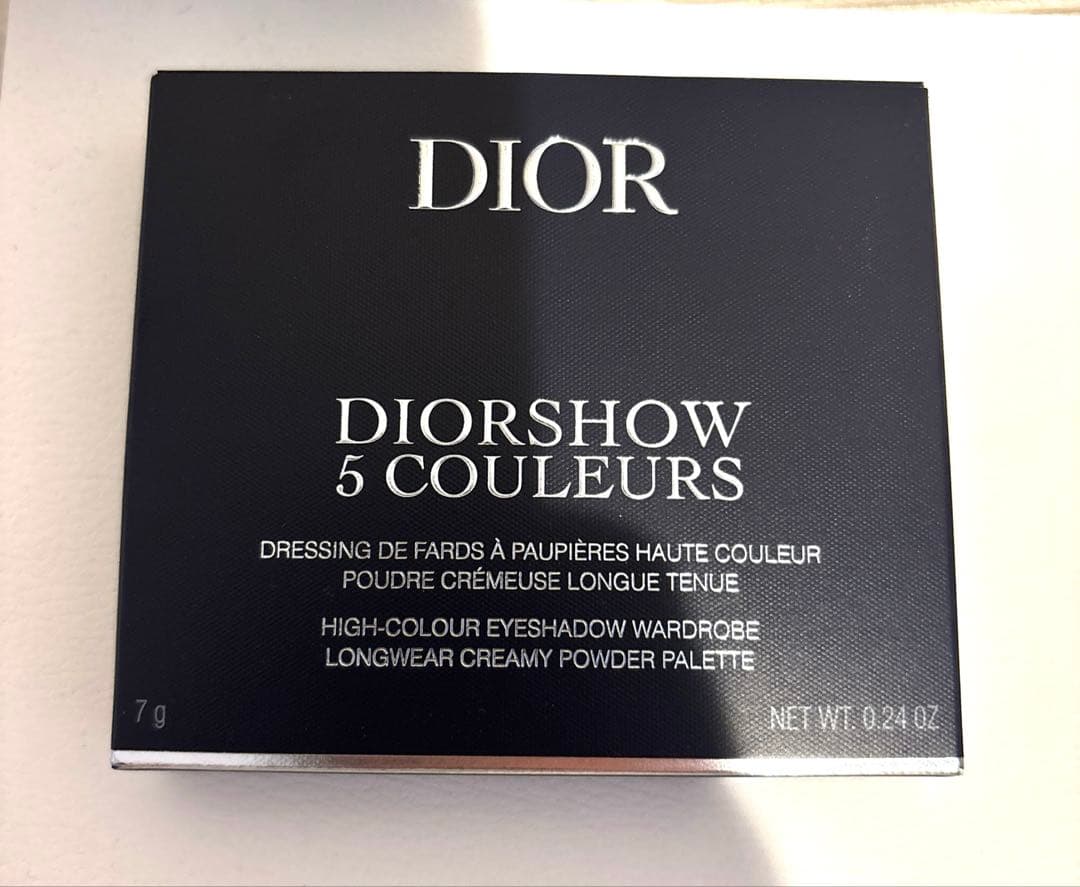 DIOR
DIORSHOW
5 COULEURS
DRESSING DE FARDS À PAUPIÈRES HAUTE COULEUR
POUDRE CRÉMEUSE LONGUE TENUE
HIGH-COLOUR EYESHADOW WARDROBE
LONGWEAR CREAMY POWDER PALETTE
7 g
NET WT. 0.24 OZ